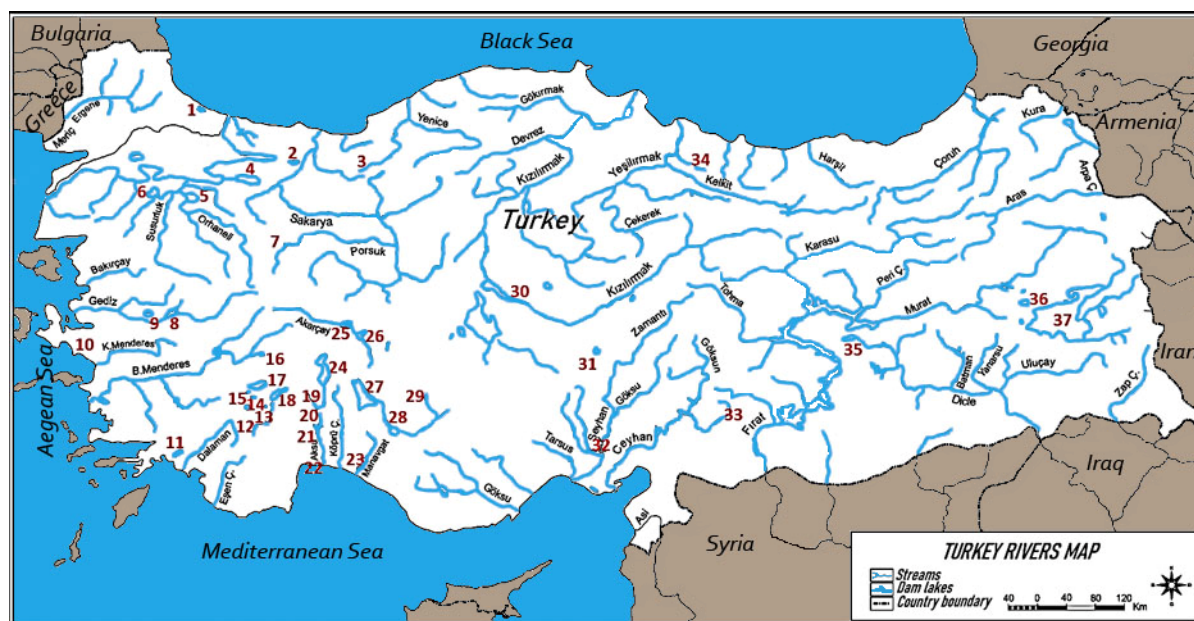 Bulgaria
Black Sea
Georgia
Greece
Meriç
Ergene
1
Gökırmak
Kura
Armenia
Yenice
Devrez
2
3
34
Harşit
Çoruh
Arpa Ç.
4
Yeşilırmak
Kelkit
Kızılırmak
6
5
Susurluk
Orhaneli
Sakarya
Turkey
Çekerek
Aras
7
Porsuk
Karasu
Bakırçay
Peri Ç.
Gediz
30
Kızılırmak
Tohma
Murat
36
37
9
8
Akarçay
25
26
Zamantı
10
K.Menderes
35
Iran
Aegean Sea
B.Menderes
16
24
31
Göksun
Batman
Yanarsu
Uluçay
Zap Ç.
17
27
29
15
14
18
19
Göksu
Dicle
13
20
28
Seyhan
33
Fırat
12
21
11
Dalaman
Aksu
Köprü Ç.
Manavgat
Tarsus
32
Ceyhan
22
23
Iraq
Eşen Ç.
Göksu
Asi
Mediterranean Sea
Syria
TURKEY RIVERS MAP
Streams
Dam lakes
Country boundary
40 0 40 80 120
Km